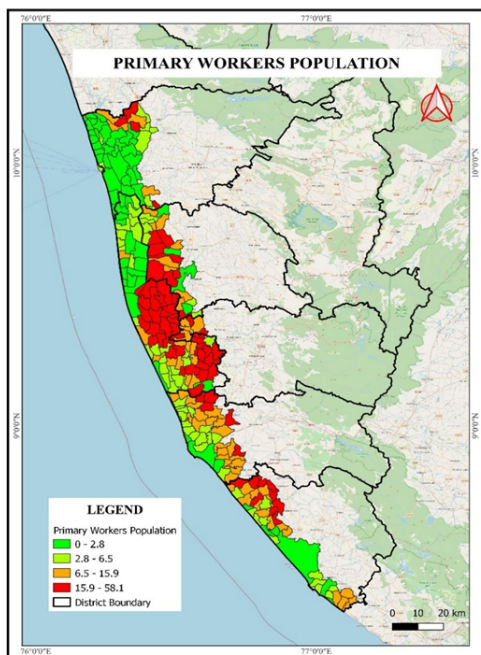 76°0'0"E 77°0'0"E
PRIMARY WORKERS POPULATION
10°0'0"N 10°0'0"N
9°0'0"N 9°0'0"N
LEGEND
Primary Workers Population
0 - 2.8
2.8 - 6.5
6.5 - 15.9
15.9 - 58.1
District Boundary
0 10 20 km
76°0'0"E 77°0'0"E